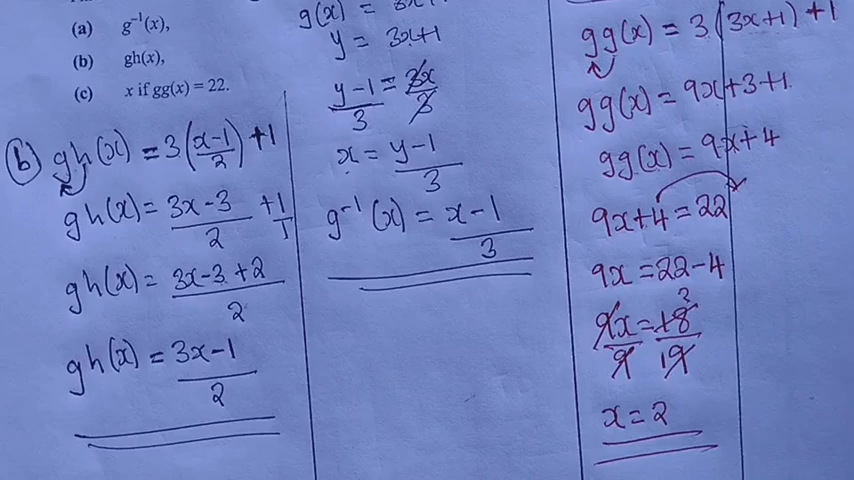 (a) g⁻¹(x),
(b) gh(x),
(c) x if gg(x) = 22.
(b) gh(x) = 3(x-1/2) + 1
gh(x) = 3x-3/2 + 1/1
gh(x) = 3x-3+2/2
gh(x) = 3x-1/2
g(x) = 3x+1
y = 3x+1
y-1/3 = 3x/3
x = y-1/3
g⁻¹(x) = x-1/3
gg(x) = 3(3x+1)+1
gg(x) = 9x+3+1
gg(x) = 9x+4
9x+4 = 22
9x = 22-4
9x/9 = 18/9 2
x = 2